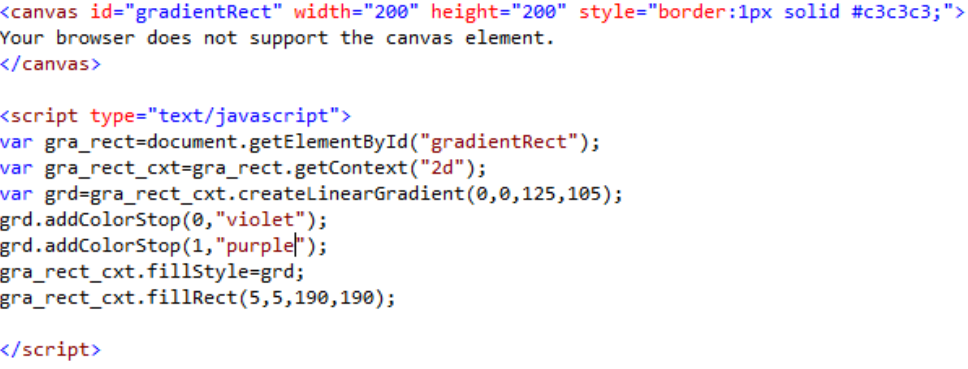 <canvas id="gradientRect" width="200" height="200" style="border:1px solid #c3c3c3;">
Your browser does not support the canvas element.
</canvas>
<script type="text/javascript">
var gra_rect=document.getElementById("gradientRect");
var gra_rect_cxt=gra_rect.getContext("2d");
var grd=gra_rect_cxt.createLinearGradient(0,0,125,105);
grd.addColorStop(0,"violet");
grd.addColorStop(1,"purple");
gra_rect_cxt.fillStyle=grd;
gra_rect_cxt.fillRect(5,5,190,190);
</script>